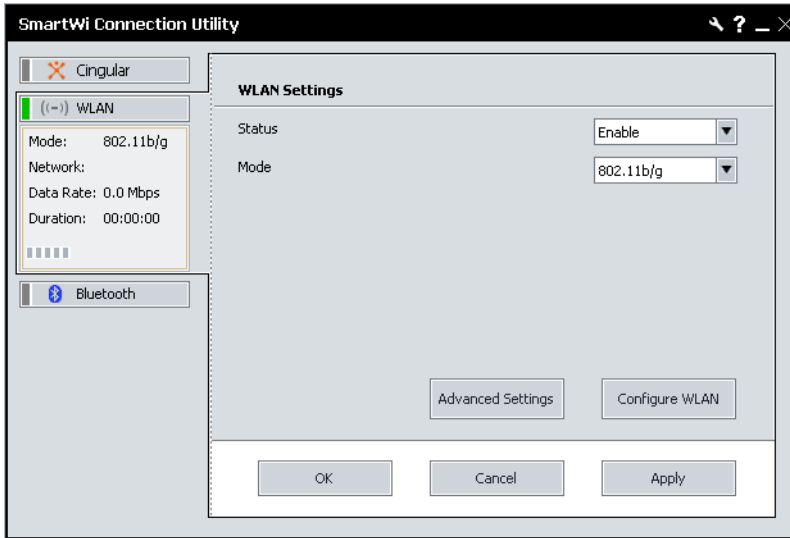 SmartWi Connection Utility
Cingular
WLAN
Mode: 802.11b/g
Network:
Data Rate: 0.0 Mbps
Duration: 00:00:00
Bluetooth
WLAN Settings
Status Enable
Mode 802.11b/g
Advanced Settings Configure WLAN
OK Cancel Apply